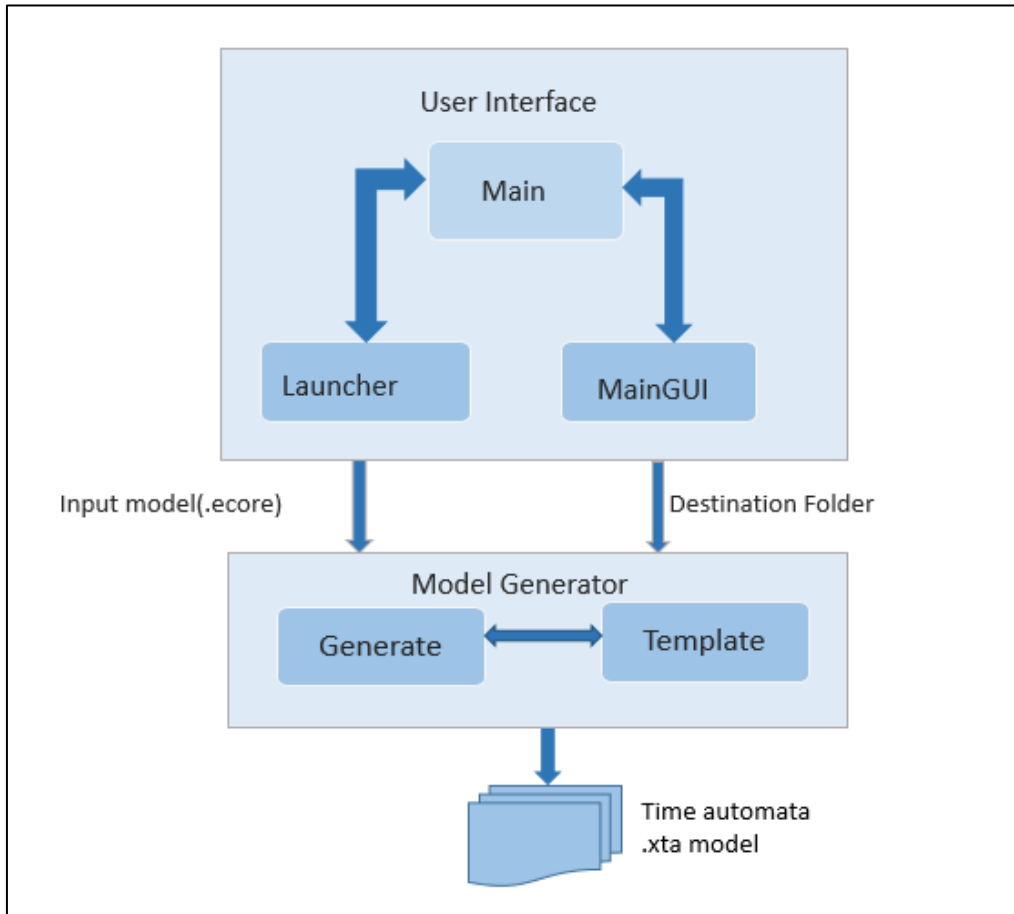 User Interface
Main
Launcher
MainGUI
Input model(.ecore)
Destination Folder
Model Generator
Generate
Template
Time automata
.xta model